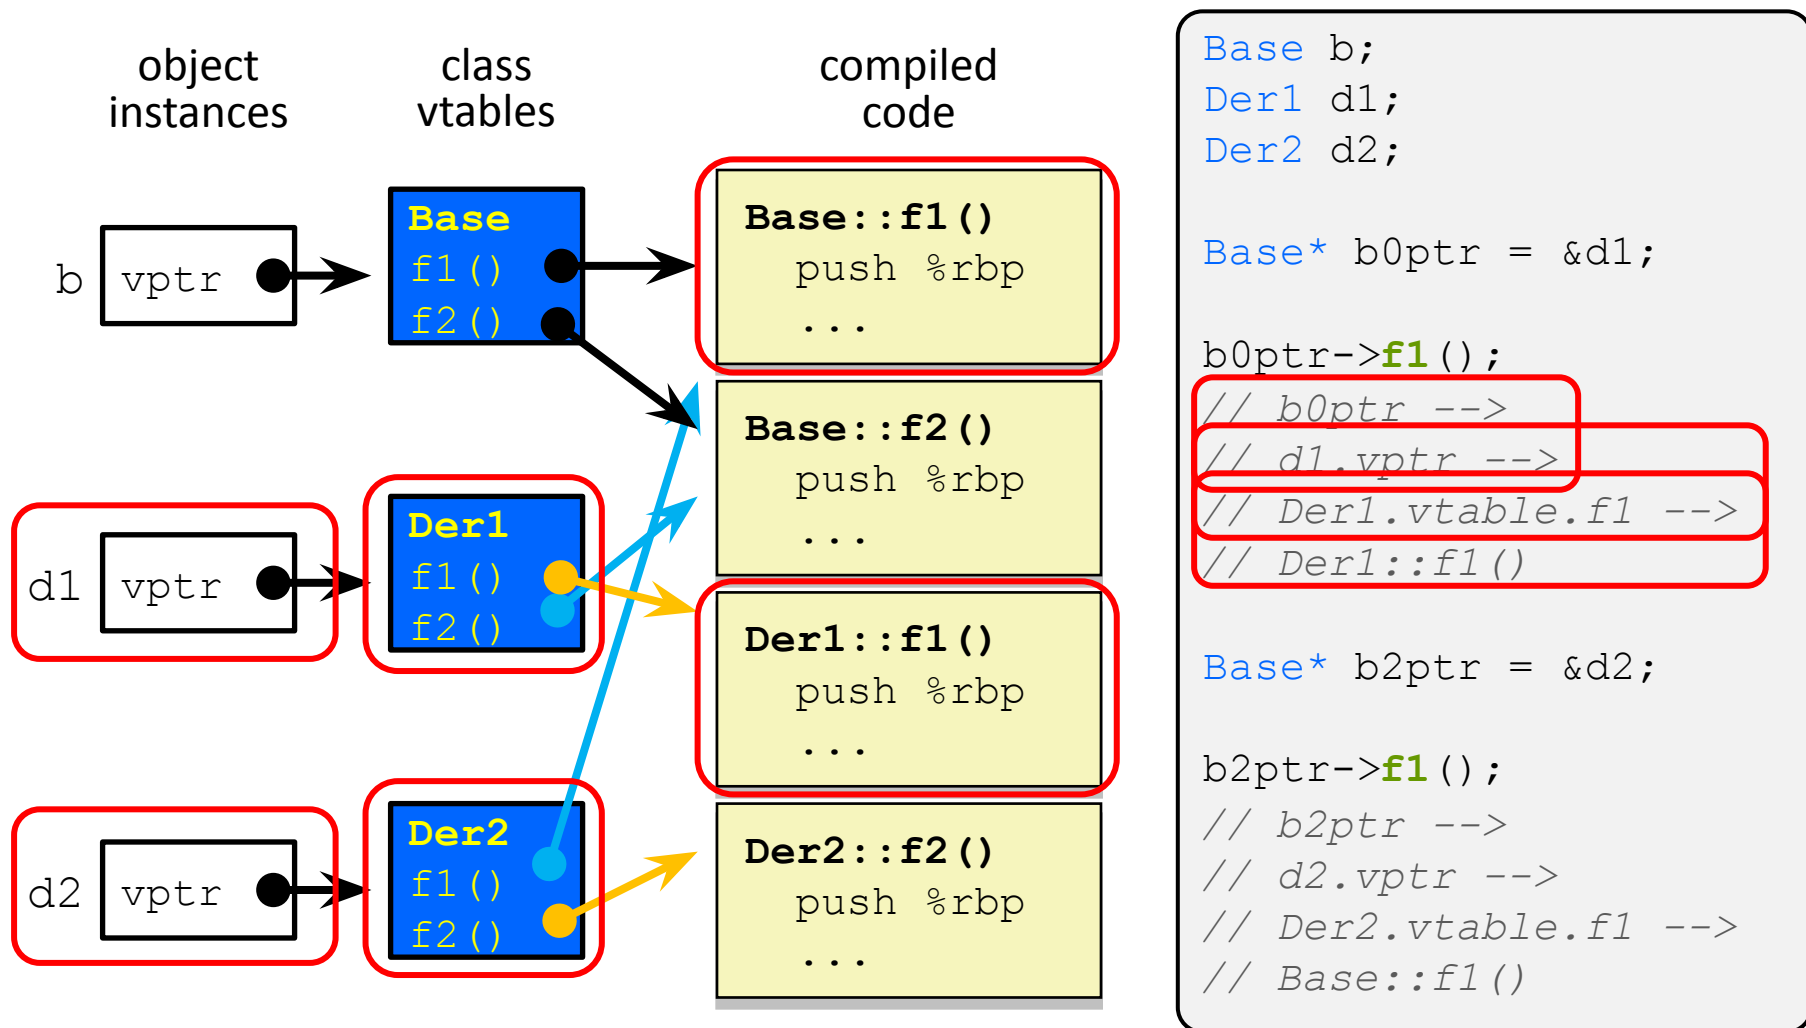 object
instances
class
vtables
compiled
code
b
vptr
Base
f1()
f2()
Base::f1()
push %rbp
...
Base::f2()
push %rbp
...
d1
vptr
Der1
f1()
f2()
Der1::f1()
push %rbp
...
d2
vptr
Der2
f1()
f2()
Der2::f2()
push %rbp
...
Base b;
Der1 d1;
Der2 d2;
Base* b0ptr = &d1;
b0ptr->f1();
// b0ptr -->
// d1.vptr -->
// Der1.vtable.f1 -->
// Der1::f1()
Base* b2ptr = &d2;
b2ptr->f1();
// b2ptr -->
// d2.vptr -->
// Der2.vtable.f1 -->
// Base::f1()